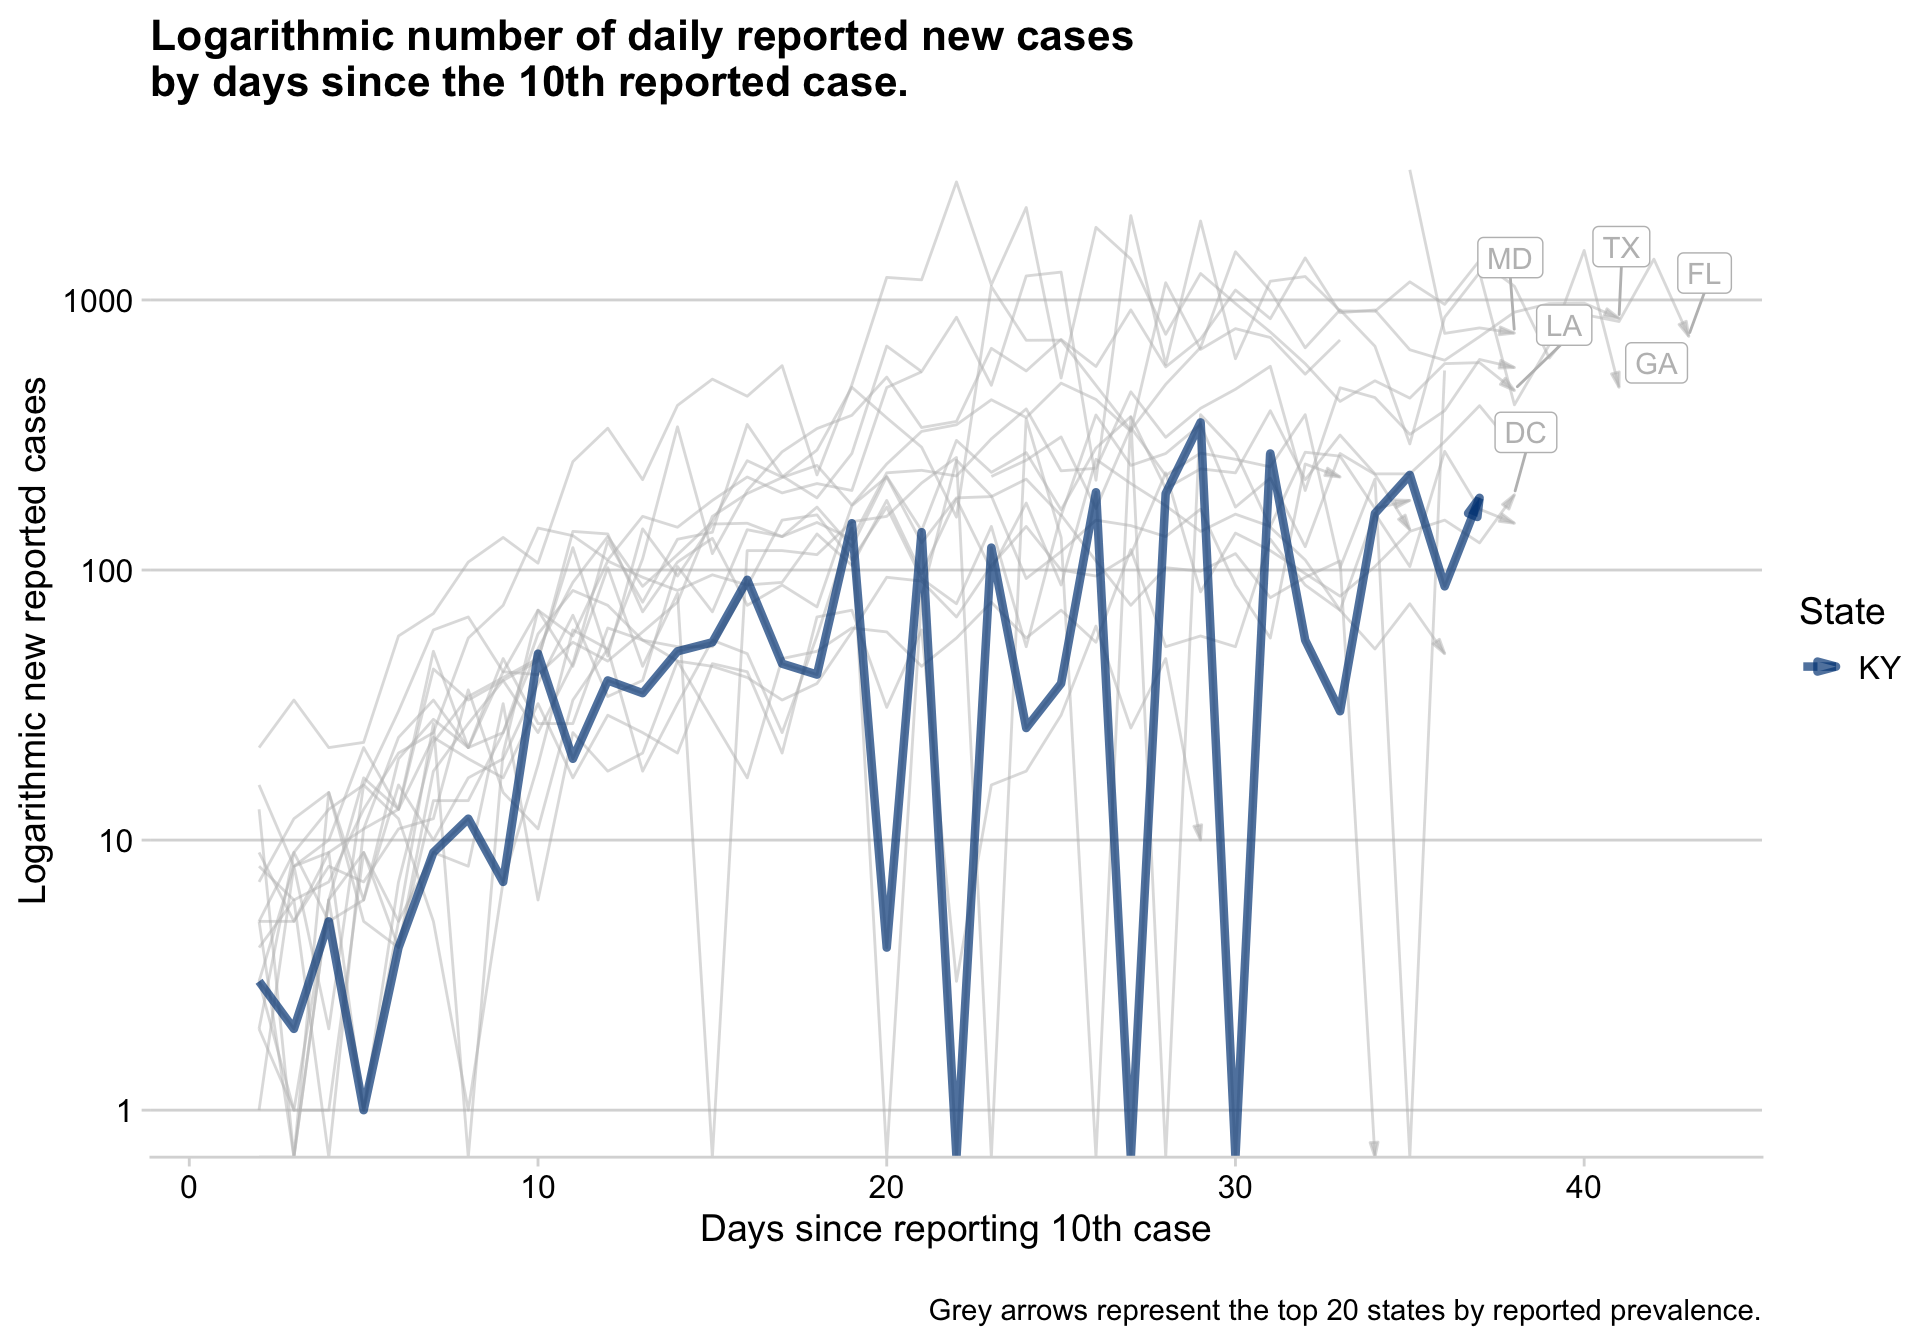 Logarithmic number of daily reported new cases
by days since the 10th reported case.
Logarithmic new reported cases
1000
100
10
1
MD
TX
FL
LA
GA
DC
State
KY
0
10
20
30
40
Days since reporting 10th case
Grey arrows represent the top 20 states by reported prevalence.